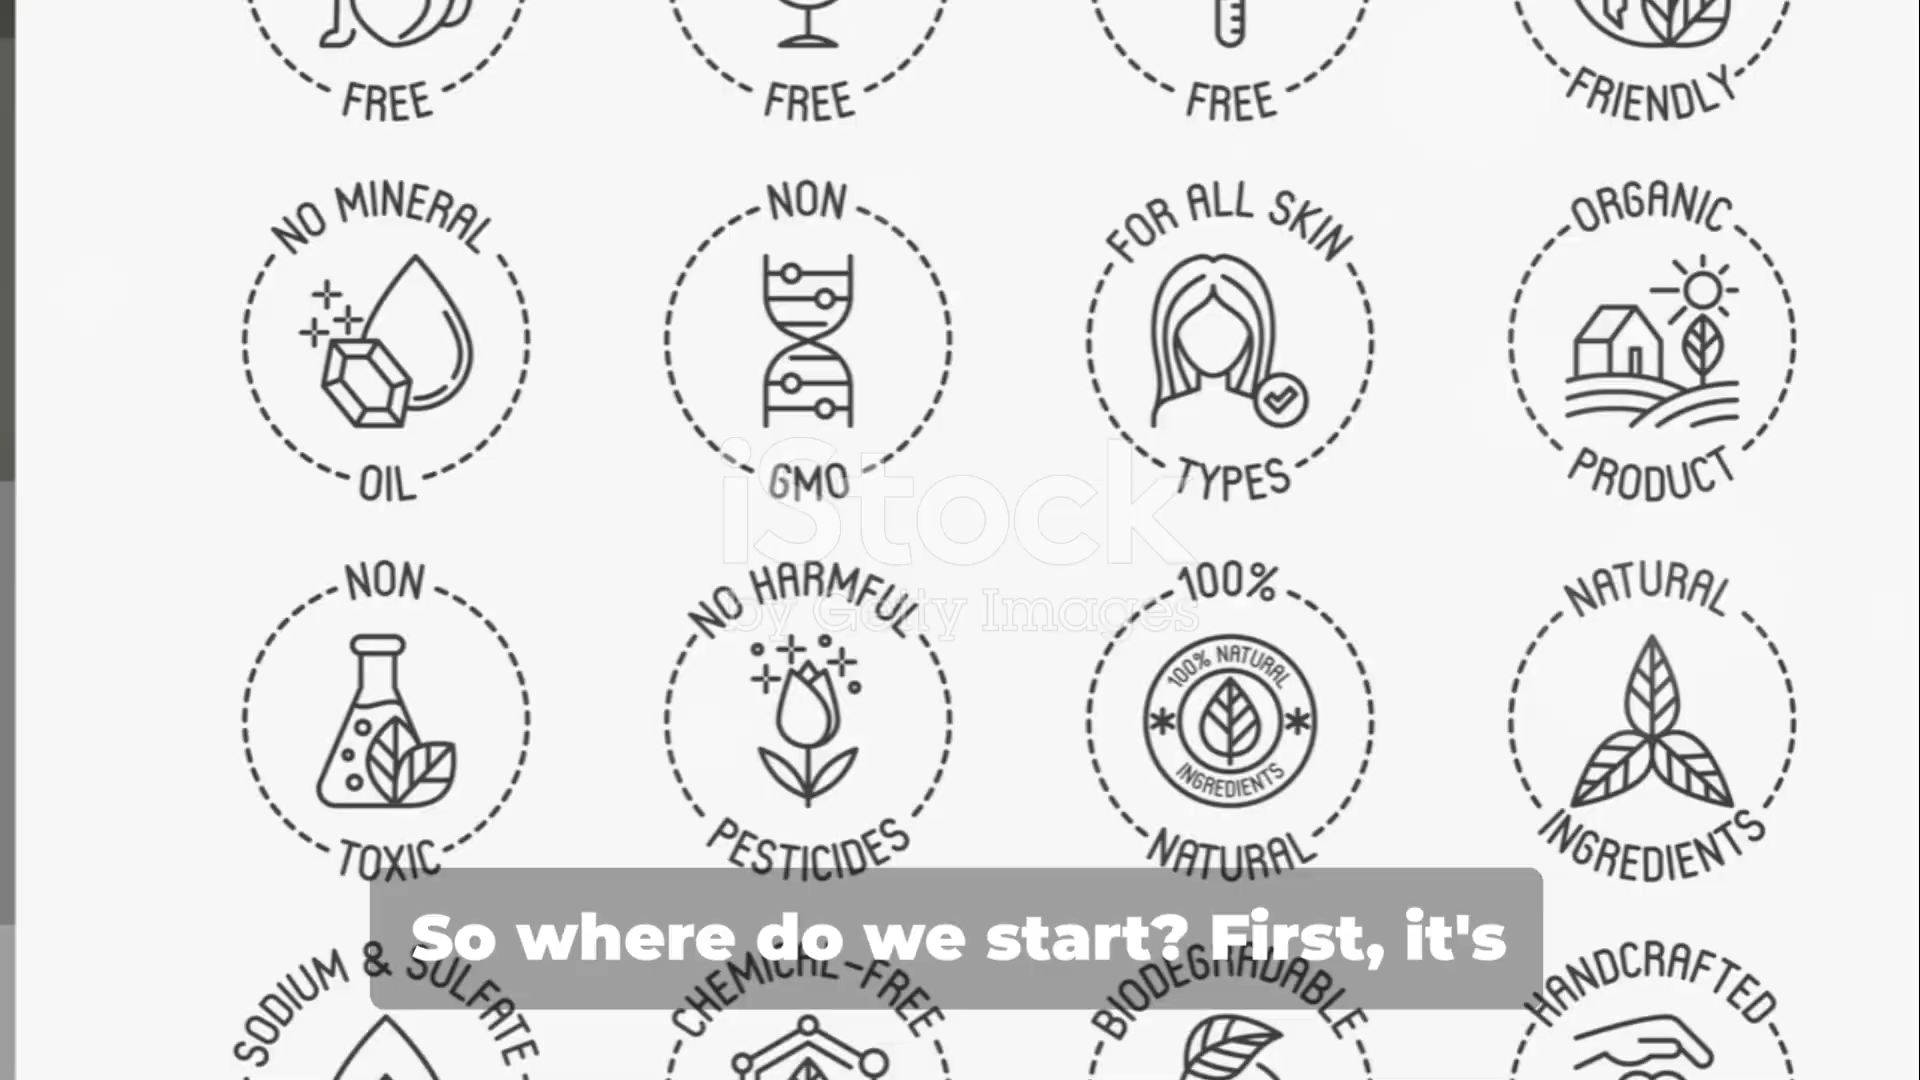 FREE
FREE
FREE
FRIENDLY
NO MINERAL
OIL
NON
GMO
FOR ALL SKIN
TYPES
ORGANIC
PRODUCT
iStock
by Getty Images
NON
TOXIC
NO HARMFUL
PESTICIDES
100%
100% NATURAL
INGREDIENTS
NATURAL
NATURAL
INGREDIENTS
So where do we start? First, it's
SODIUM & SULFATE
CHEMICAL-FREE
BIODEGRADABLE
HANDCRAFTED